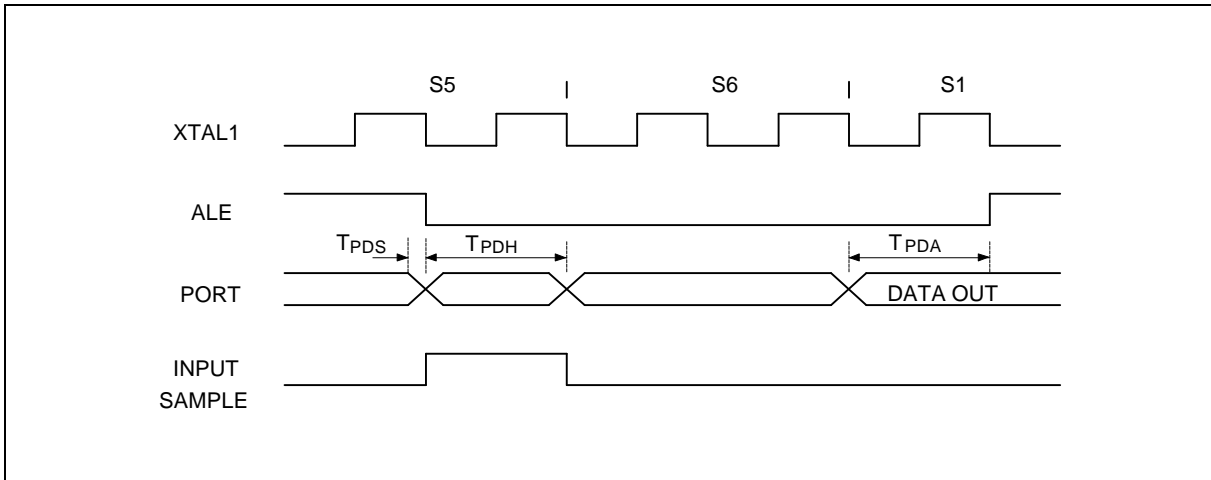 S5 | S6 | S1
XTAL1
ALE
TPDS TPDH TPDA
PORT DATA OUT
INPUT
SAMPLE